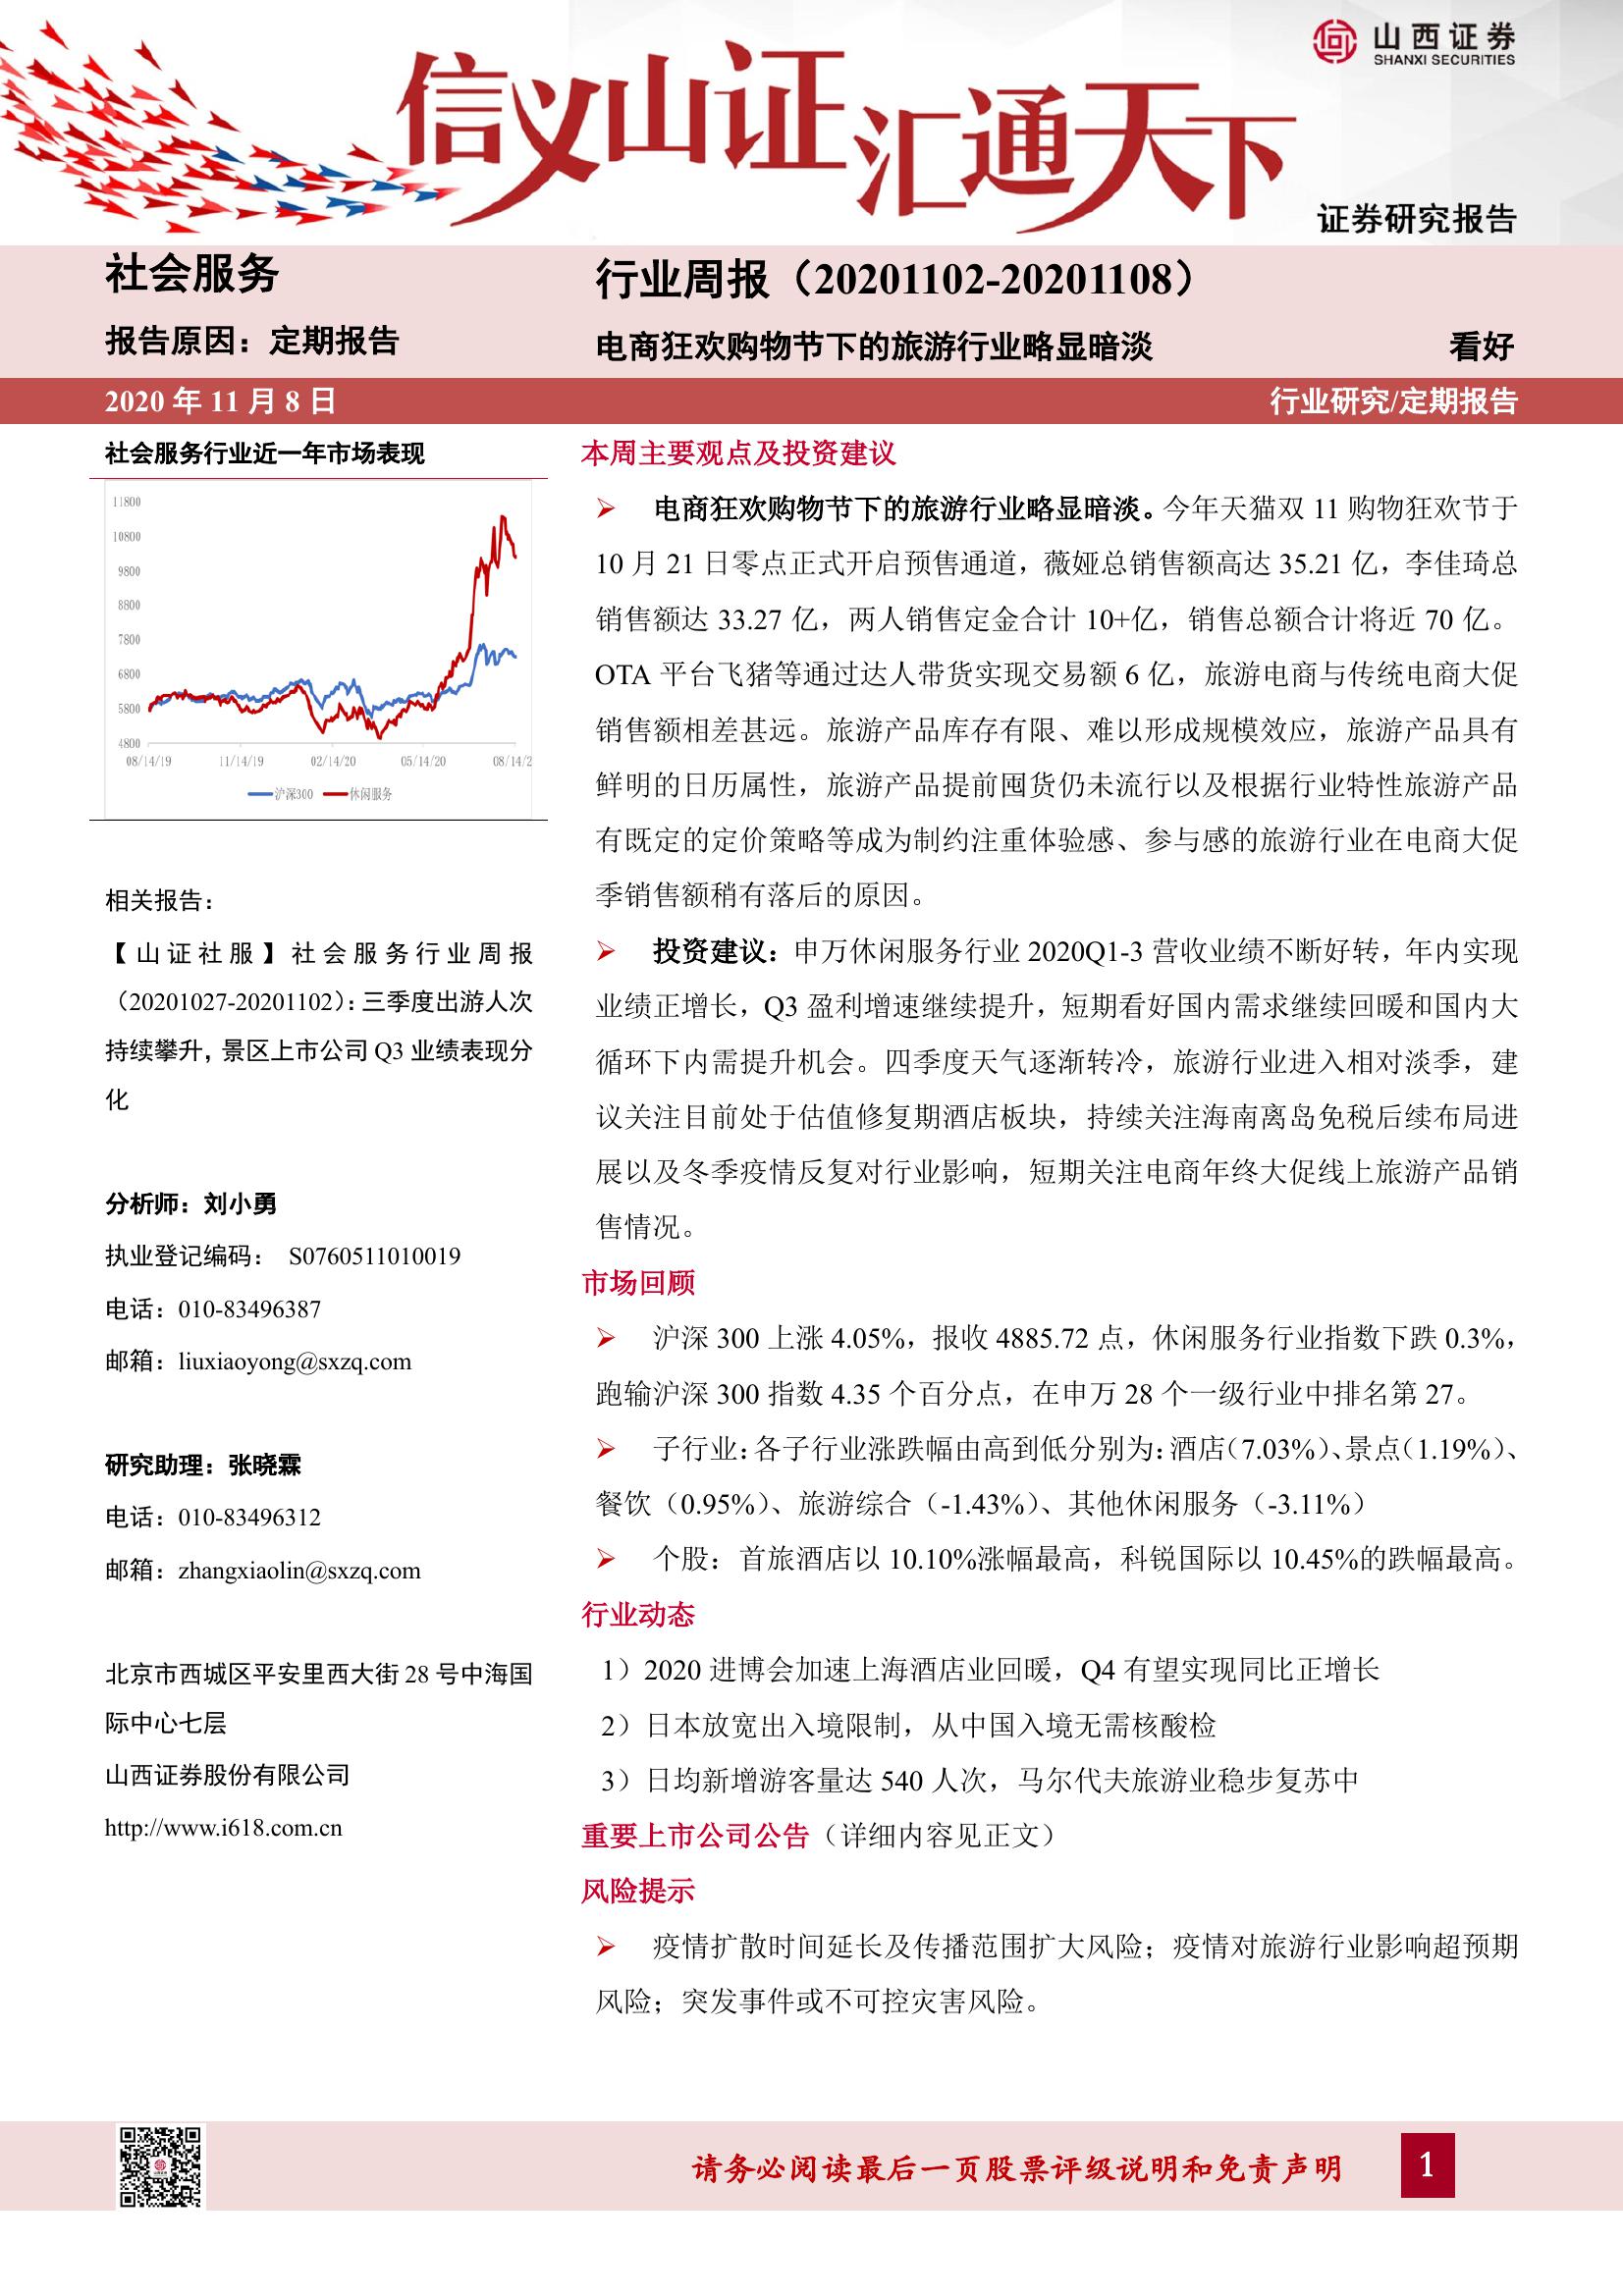 信义山证汇通天下
山西证券
SHANXI SECURITIES
证券研究报告
社会服务
报告原因：定期报告
行业周报（20201102-20201108）
电商狂欢购物节下的旅游行业略显暗淡
看好
2020 年 11 月 8 日
行业研究/定期报告
社会服务行业近一年市场表现
11800
10800
9800
8800
7800
6800
5800
4800
08/14/19 11/14/19 02/14/20 05/14/20 08/14/2
沪深300 休闲服务
相关报告：
【山证社服】社会服务行业周报
（20201027-20201102）：三季度出游人次
持续攀升，景区上市公司 Q3 业绩表现分
化
分析师：刘小勇
执业登记编码： S0760511010019
电话：010-83496387
邮箱：liuxiaoyong@sxzq.com
研究助理：张晓霖
电话：010-83496312
邮箱：zhangxiaolin@sxzq.com
北京市西城区平安里西大街 28 号中海国
际中心七层
山西证券股份有限公司
http://www.i618.com.cn
本周主要观点及投资建议
➢ 电商狂欢购物节下的旅游行业略显暗淡。今年天猫双 11 购物狂欢节于
10 月 21 日零点正式开启预售通道，薇娅总销售额高达 35.21 亿，李佳琦总
销售额达 33.27 亿，两人销售定金合计 10+亿，销售总额合计将近 70 亿。
OTA 平台飞猪等通过达人带货实现交易额 6 亿，旅游电商与传统电商大促
销售额相差甚远。旅游产品库存有限、难以形成规模效应，旅游产品具有
鲜明的日历属性，旅游产品提前囤货仍未流行以及根据行业特性旅游产品
有既定的定价策略等成为制约注重体验感、参与感的旅游行业在电商大促
季销售额稍有落后的原因。
➢ 投资建议：申万休闲服务行业 2020Q1-3 营收业绩不断好转，年内实现
业绩正增长，Q3 盈利增速继续提升，短期看好国内需求继续回暖和国内大
循环下内需提升机会。四季度天气逐渐转冷，旅游行业进入相对淡季，建
议关注目前处于估值修复期酒店板块，持续关注海南离岛免税后续布局进
展以及冬季疫情反复对行业影响，短期关注电商年终大促线上旅游产品销
售情况。
市场回顾
➢ 沪深 300 上涨 4.05%，报收 4885.72 点，休闲服务行业指数下跌 0.3%，
跑输沪深 300 指数 4.35 个百分点，在申万 28 个一级行业中排名第 27。
➢ 子行业：各子行业涨跌幅由高到低分别为：酒店（7.03%）、景点（1.19%）、
餐饮（0.95%）、旅游综合（-1.43%）、其他休闲服务（-3.11%）
➢ 个股：首旅酒店以 10.10%涨幅最高，科锐国际以 10.45%的跌幅最高。
行业动态
1）2020 进博会加速上海酒店业回暖，Q4 有望实现同比正增长
2）日本放宽出入境限制，从中国入境无需核酸检
3）日均新增游客量达 540 人次，马尔代夫旅游业稳步复苏中
重要上市公司公告（详细内容见正文）
风险提示
➢ 疫情扩散时间延长及传播范围扩大风险；疫情对旅游行业影响超预期
风险；突发事件或不可控灾害风险。
请务必阅读最后一页股票评级说明和免责声明
1